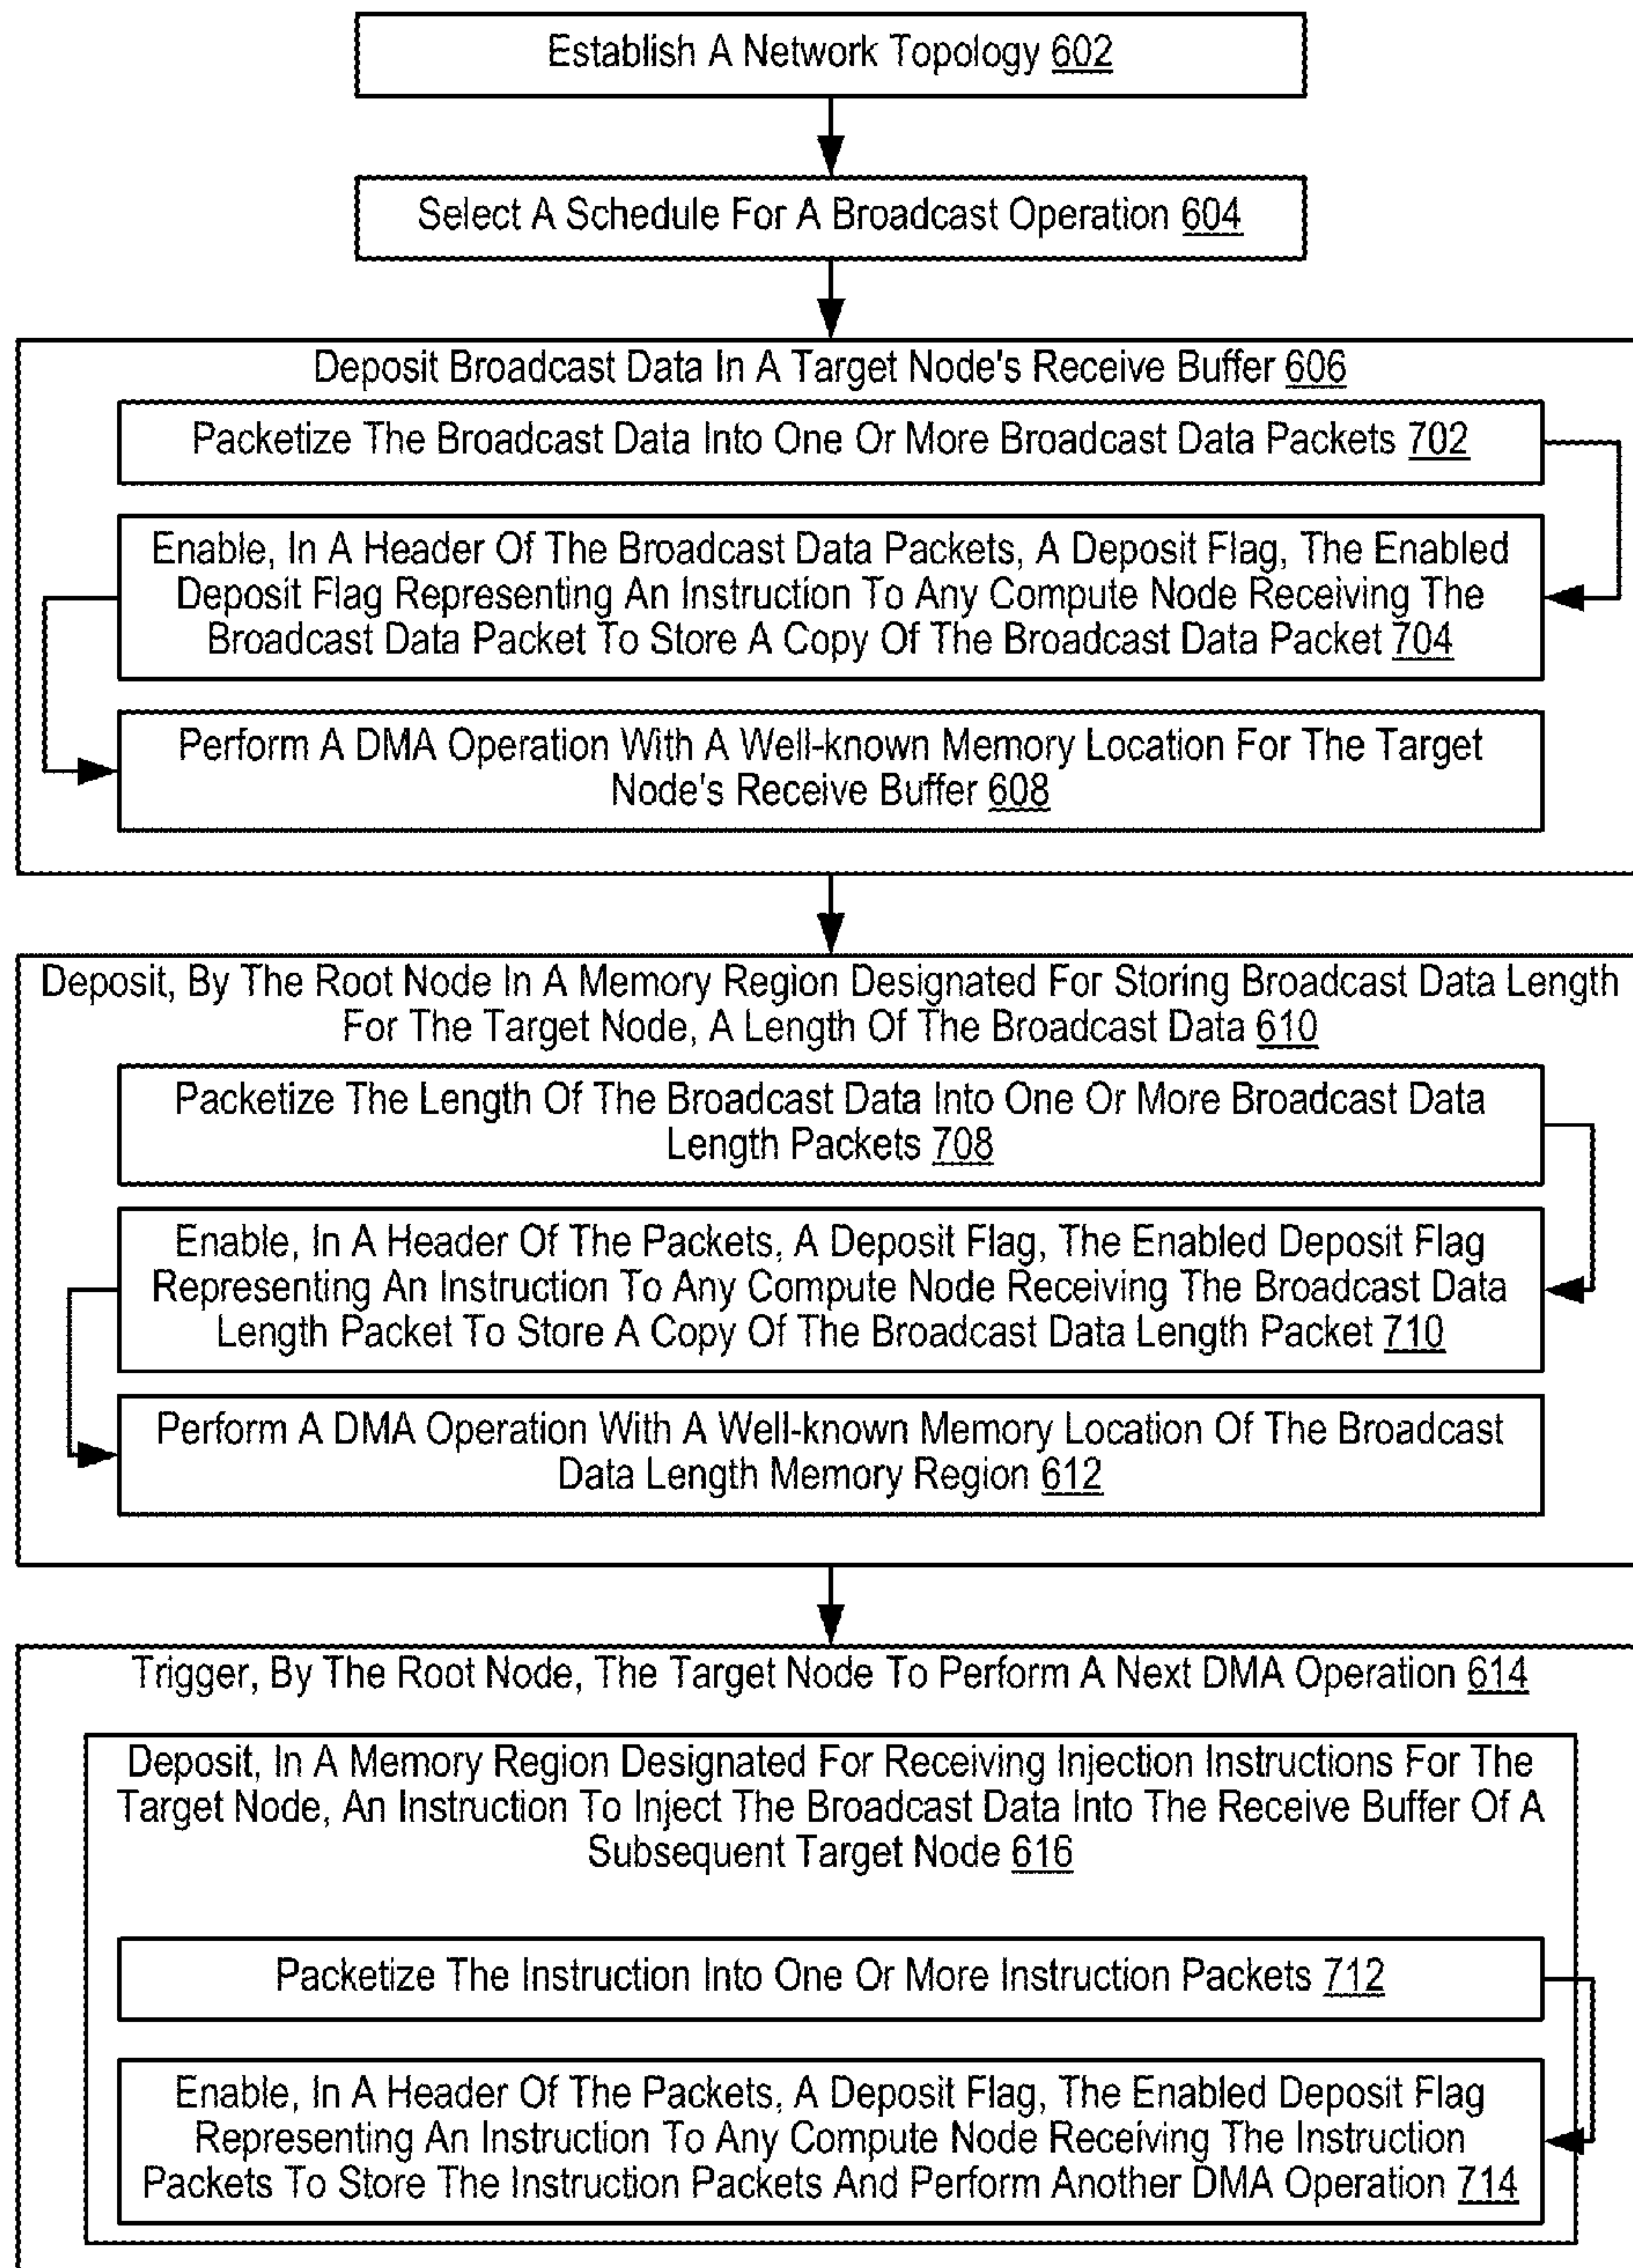 Establish A Network Topology 602
Select A Schedule For A Broadcast Operation 604
Deposit Broadcast Data In A Target Node's Receive Buffer 606
Packetize The Broadcast Data Into One Or More Broadcast Data Packets 702
Enable, In A Header Of The Broadcast Data Packets, A Deposit Flag, The Enabled
Deposit Flag Representing An Instruction To Any Compute Node Receiving The
Broadcast Data Packet To Store A Copy Of The Broadcast Data Packet 704
Perform A DMA Operation With A Well-known Memory Location For The Target
Node's Receive Buffer 608
Deposit, By The Root Node In A Memory Region Designated For Storing Broadcast Data Length
For The Target Node, A Length Of The Broadcast Data 610
Packetize The Length Of The Broadcast Data Into One Or More Broadcast Data
Length Packets 708
Enable, In A Header Of The Packets, A Deposit Flag, The Enabled Deposit Flag
Representing An Instruction To Any Compute Node Receiving The Broadcast Data
Length Packet To Store A Copy Of The Broadcast Data Length Packet 710
Perform A DMA Operation With A Well-known Memory Location Of The Broadcast
Data Length Memory Region 612
Trigger, By The Root Node, The Target Node To Perform A Next DMA Operation 614
Deposit, In A Memory Region Designated For Receiving Injection Instructions For The
Target Node, An Instruction To Inject The Broadcast Data Into The Receive Buffer Of A
Subsequent Target Node 616
Packetize The Instruction Into One Or More Instruction Packets 712
Enable, In A Header Of The Packets, A Deposit Flag, The Enabled Deposit Flag
Representing An Instruction To Any Compute Node Receiving The Instruction
Packets To Store The Instruction Packets And Perform Another DMA Operation 714